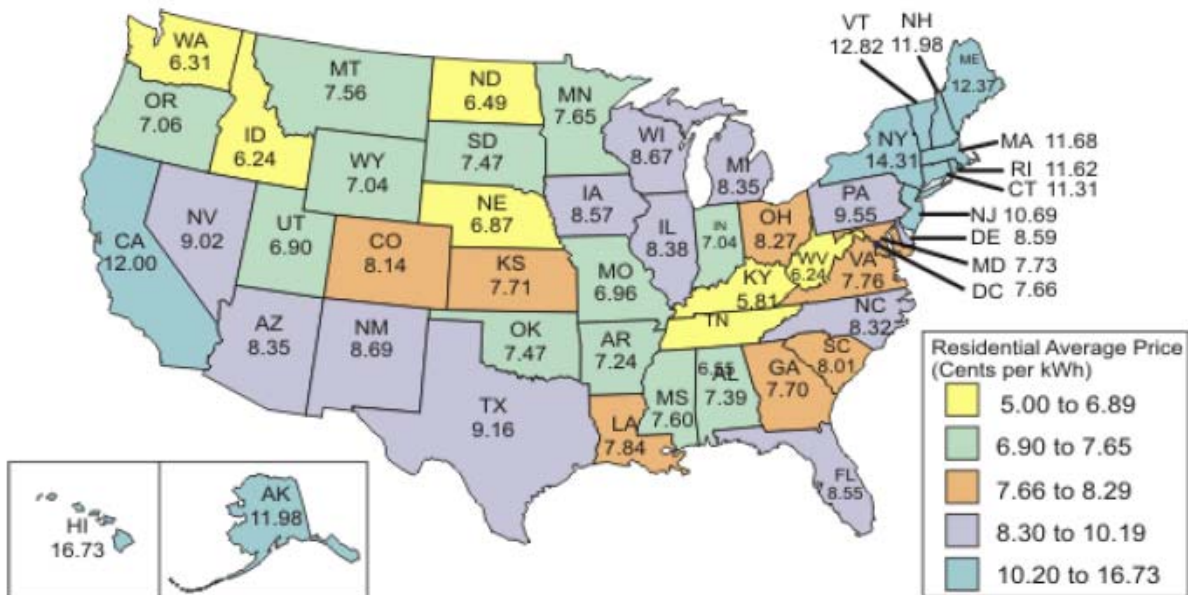 VT
12.82
NH
11.98
ME
12.37
WA
6.31
MT
7.56
ND
6.49
MN
7.65
OR
7.06
ID
6.24
SD
7.47
WI
8.67
NY
14.31
MA 11.68
RI 11.62
CT 11.31
WY
7.04
MI
8.35
IA
8.57
PA
9.55
NJ 10.69
DE 8.59
MD 7.73
DC 7.66
NV
9.02
NE
6.87
IL
8.38
IN
7.04
OH
8.27
CA
12.00
UT
6.90
CO
8.14
KS
7.71
MO
6.96
WV
6.24
VA
7.76
KY
5.81
NC
8.32
TN
6.55
AZ
8.35
NM
8.69
OK
7.47
AR
7.24
SC
8.01
MS
7.60
AL
7.39
GA
7.70
TX
9.16
LA
7.84
FL
8.55
HI
16.73
AK
11.98
Residential Average Price
(Cents per kWh)
5.00 to 6.89
6.90 to 7.65
7.66 to 8.29
8.30 to 10.19
10.20 to 16.73